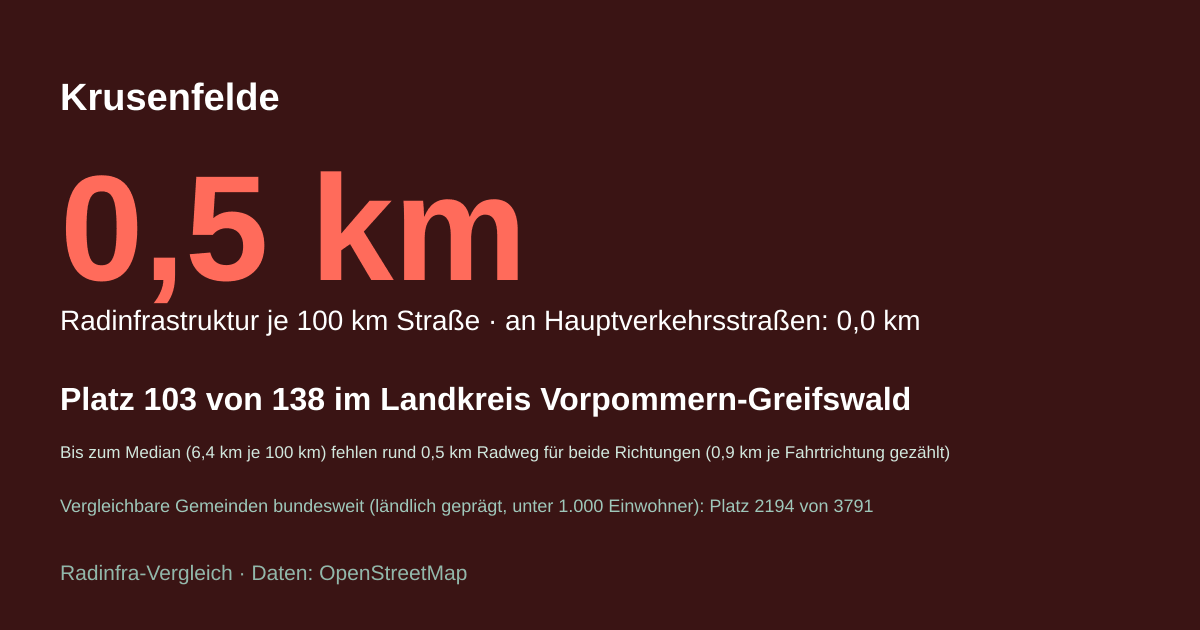 Krusenfelde
0,5 km
Radinfrastruktur je 100 km Straße · an Hauptverkehrsstraßen: 0,0 km
Platz 103 von 138 im Landkreis Vorpommern-Greifswald
Bis zum Median (6,4 km je 100 km) fehlen rund 0,5 km Radweg für beide Richtungen (0,9 km je Fahrtrichtung gezählt)
Vergleichbare Gemeinden bundesweit (ländlich geprägt, unter 1.000 Einwohner): Platz 2194 von 3791
Radinfra-Vergleich · Daten: OpenStreetMap